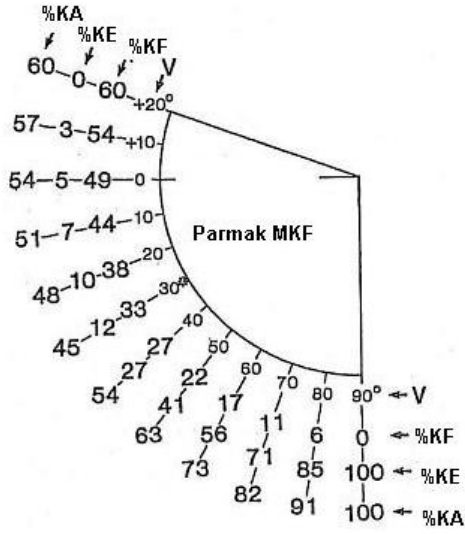 %KA
%KE
%KF
V
60–0–60–+20°
57–3–54–+10
54–5–49–0
51–7–44–10
48–10–38–20
45–12–33–30*
54–27–27–40
63–41–22–50
73–56–17–60
82–71–11–70
91–85–6–80
100–100–0–90°
Parmak MKF
V
%KF
%KE
%KA